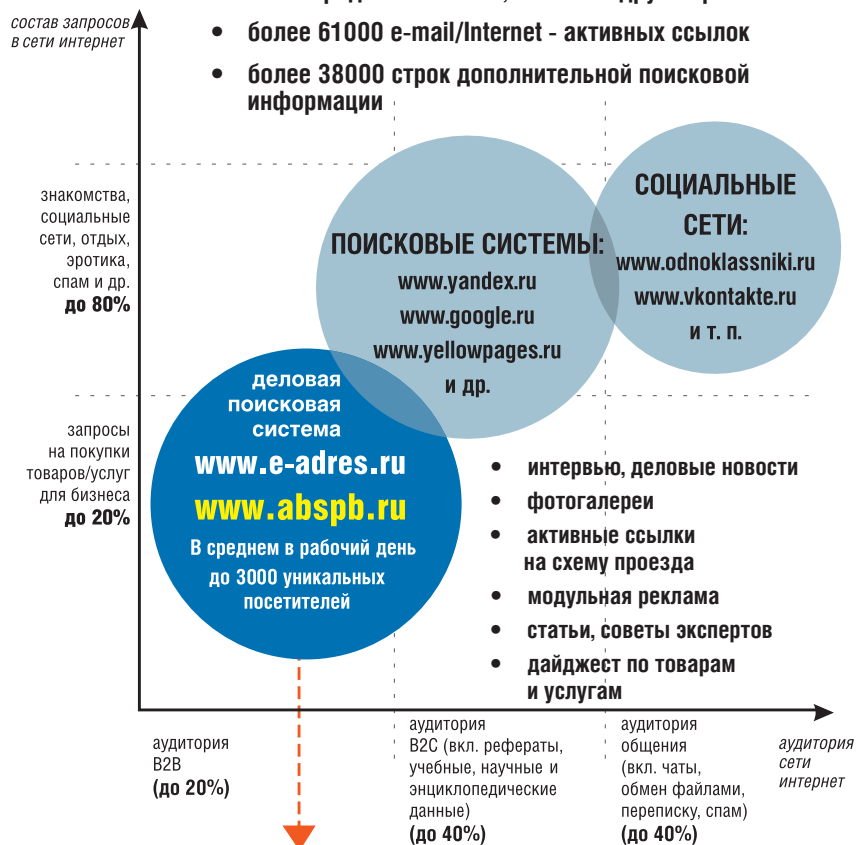 состав запросов
в сети интернет
• более 61000 e-mail/Internet - активных ссылок
• более 38000 строк дополнительной поисковой
информации
знакомства,
социальные
сети, отдых,
эротика,
спам и др.
до 80%
ПОИСКОВЫЕ СИСТЕМЫ:
www.yandex.ru
www.google.ru
www.yellowpages.ru
и др.
СОЦИАЛЬНЫЕ
СЕТИ:
www.odnoklassniki.ru
www.vkontakte.ru
и т. п.
запросы
на покупки
товаров/услуг
для бизнеса
до 20%
деловая
поисковая
система
www.e-adres.ru
www.abspb.ru
В среднем в рабочий день
до 3000 уникальных
посетителей
• интервью, деловые новости
• фотогалереи
• активные ссылки
на схему проезда
• модульная реклама
• статьи, советы экспертов
• дайджест по товарам
и услугам
аудитория
B2B
(до 20%)
аудитория
B2C (вкл. рефераты,
учебные, научные и
энциклопедические
данные)
(до 40%)
аудитория
общения
(вкл. чаты,
обмен файлами,
переписку, спам)
(до 40%)
аудитория
сети
интернет